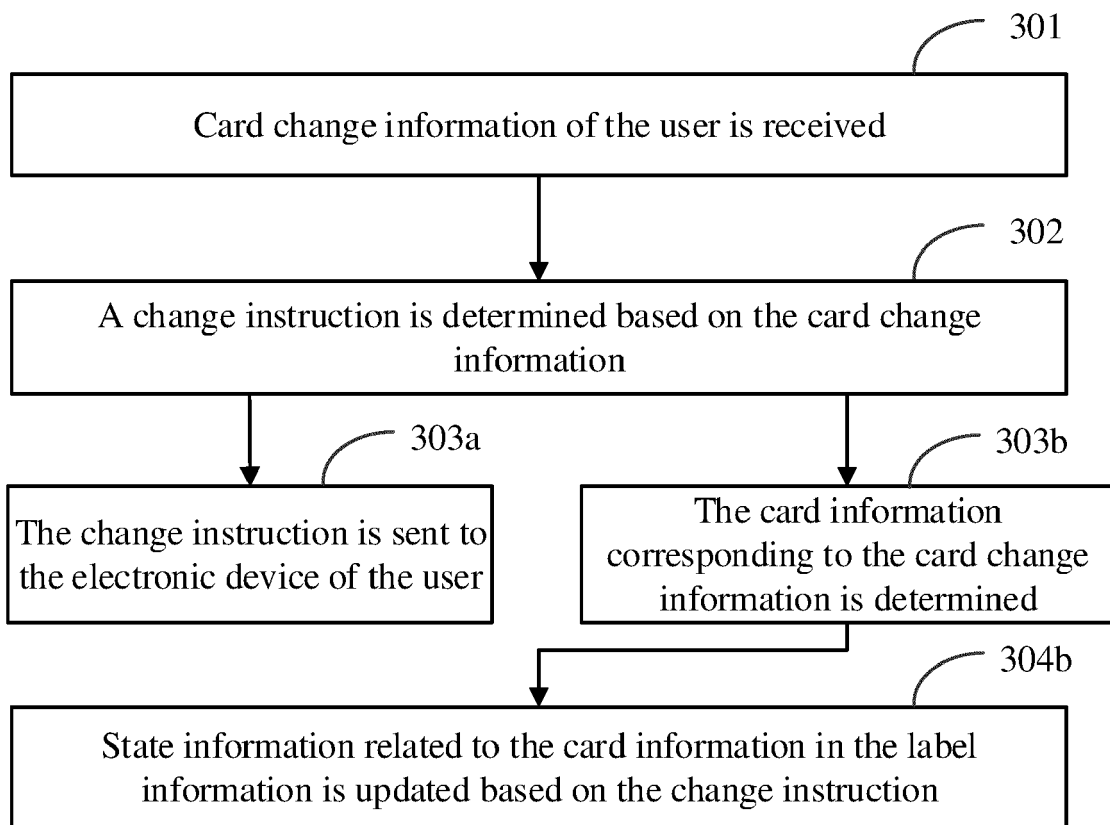 301
Card change information of the user is received
302
A change instruction is determined based on the card change
information
303a
The change instruction is sent to
the electronic device of the user
303b
The card information
corresponding to the card change
information is determined
304b
State information related to the card information in the label
information is updated based on the change instruction